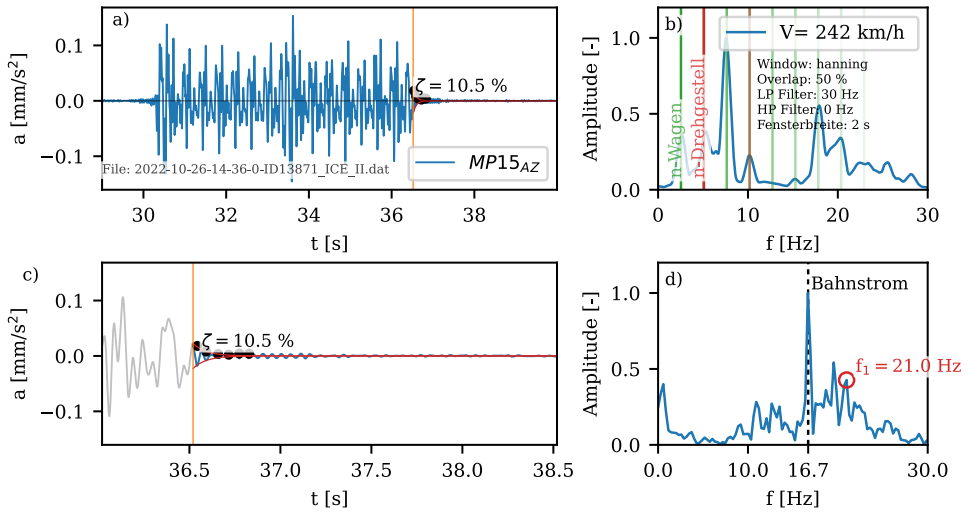 a)
0.1
0.0
−0.1
a [mm/s²]
ζ = 10.5 %
MP15_AZ
File: 2022-10-26-14-36-0-ID13871_ICE_II.dat
30 32 34 36 38
t [s]
b)
1.0
0.5
0.0
Amplitude [-]
V= 242 km/h
Window: hanning
Overlap: 50 %
LP Filter: 30 Hz
HP Filter: 0 Hz
Fensterbreite: 2 s
n-Wagen
n-Drehgestell
0 10 20 30
f [Hz]
c)
0.1
0.0
−0.1
a [mm/s²]
ζ = 10.5 %
36.5 37.0 37.5 38.0 38.5
t [s]
d)
1.0
0.5
0.0
Amplitude [-]
Bahnstrom
f₁ = 21.0 Hz
0.0 10.0 16.7 30.0
f [Hz]